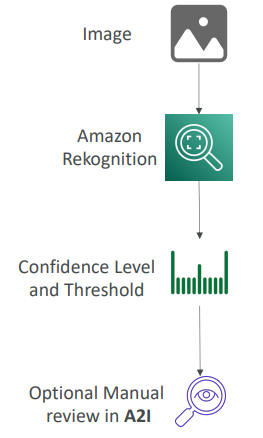 Image
Amazon
Rekognition
Confidence Level
and Threshold
Optional Manual
review in A2I